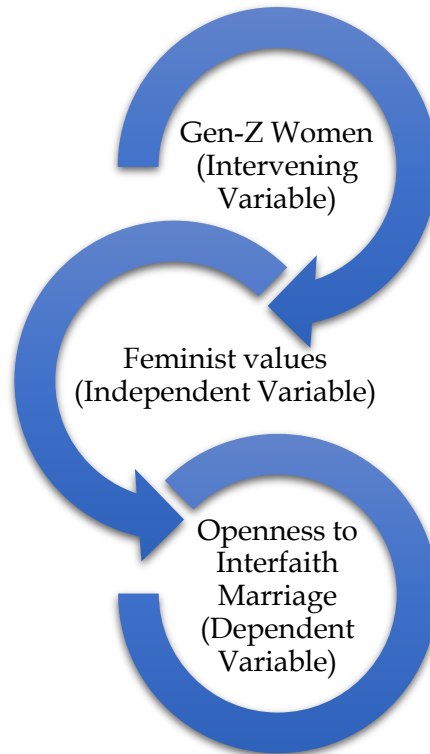 Gen-Z Women
(Intervening
Variable)
Feminist values
(Independent Variable)
Openness to
Interfaith
Marriage
(Dependent
Variable)